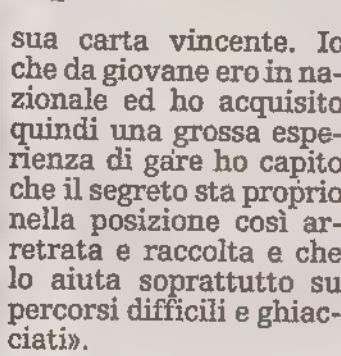 sua carta vincente. Io
che da giovane ero in na-
zionale ed ho acquisito
quindi una grossa espe-
rienza di gare ho capito
che il segreto sta proprio
nella posizione così ar-
retrata e raccolta e che
lo aiuta soprattutto su
percorsi difficili e ghiac-
ciati».